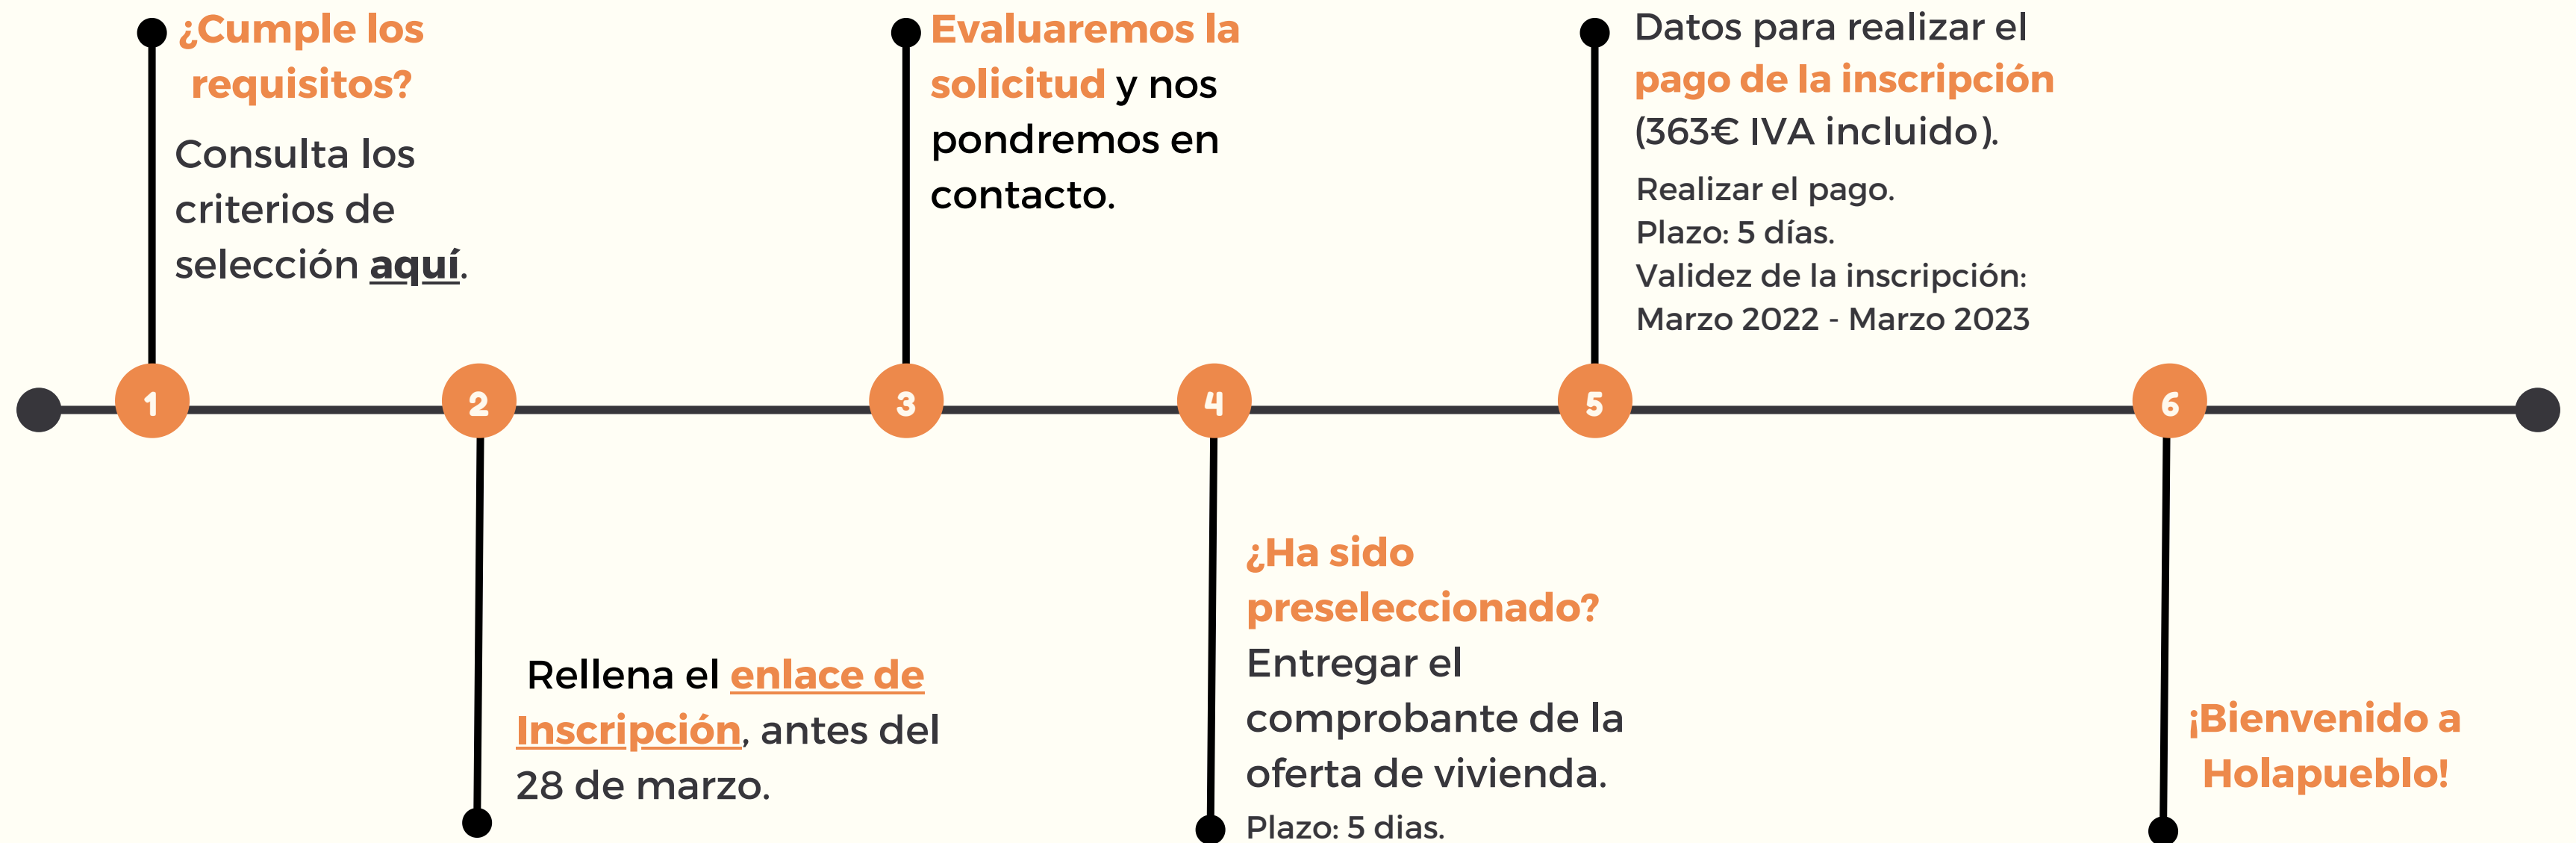 ¿Cumple los
requisitos?
Consulta los
criterios de
selección aquí.
1
2
Rellena el enlace de
Inscripción, antes del
28 de marzo.
3
Evaluaremos la
solicitud y nos
pondremos en
contacto.
4
¿Ha sido
preseleccionado?
Entregar el
comprobante de la
oferta de vivienda.
Plazo: 5 dias.
5
Datos para realizar el
pago de la inscripción
(363€ IVA incluido).
Realizar el pago.
Plazo: 5 días.
Validez de la inscripción:
Marzo 2022 - Marzo 2023
6
¡Bienvenido a
Holapueblo!